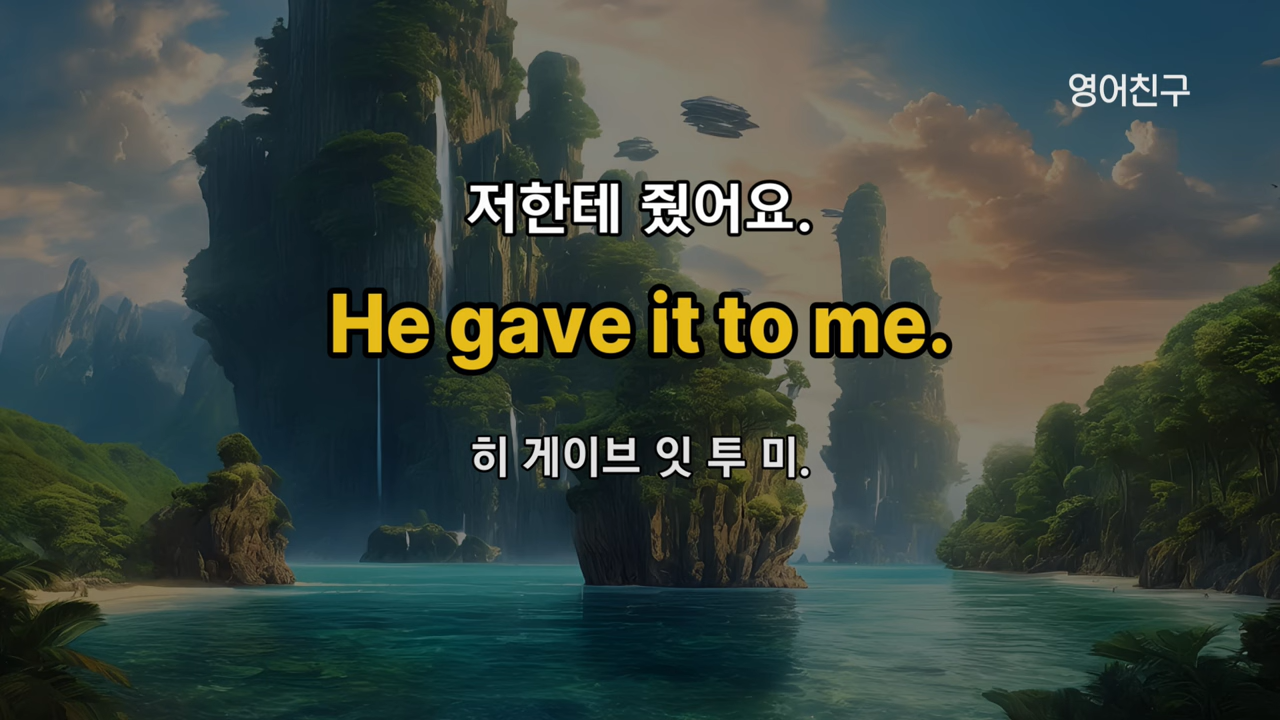 영어친구
저한테 줬어요.
He gave it to me.
히 게이브 잇 투 미.